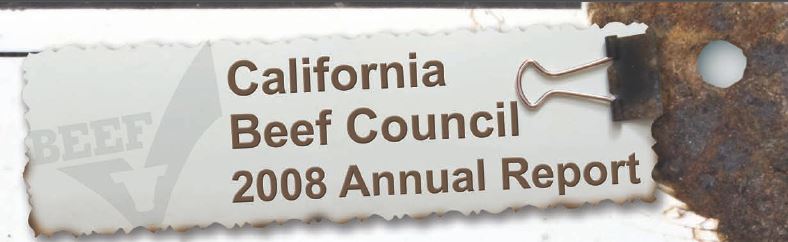 BEEF
California
Beef Council
2008 Annual Report